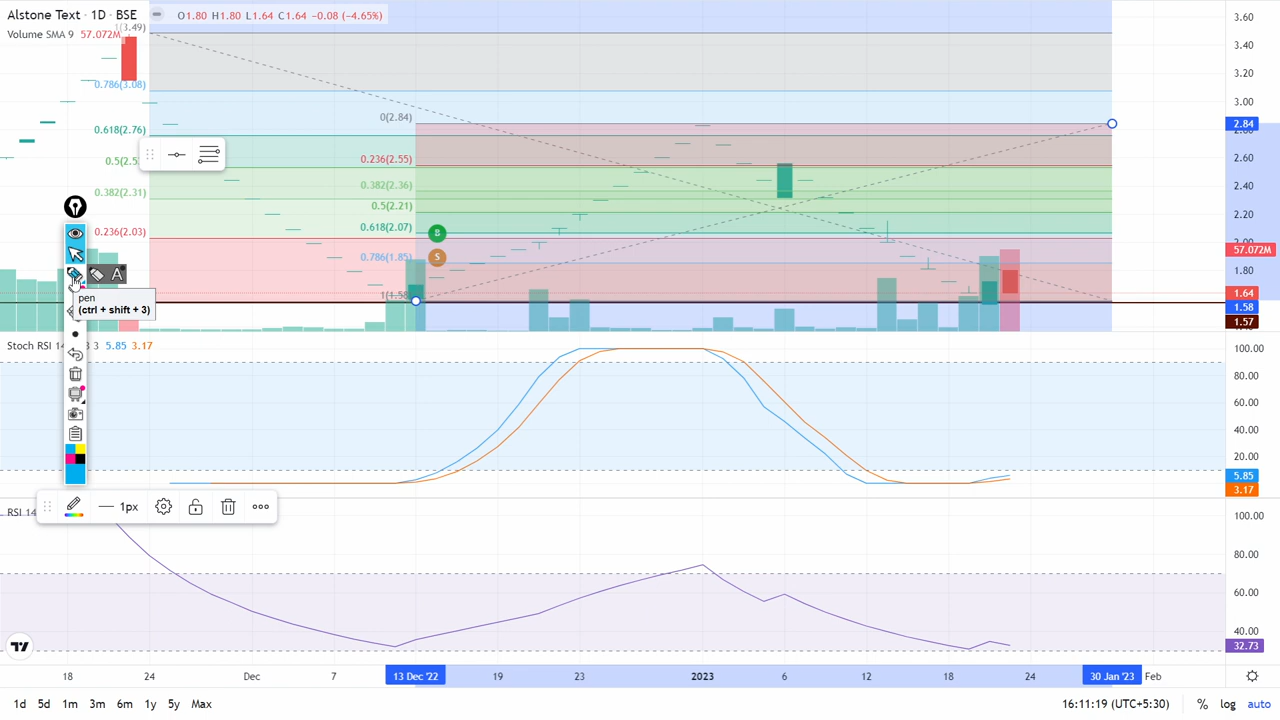 Alstone Text · 1D · BSE
O1.80 H1.80 L1.64 C1.64 −0.08 (−4.65%)
1(3.49)
Volume SMA 9 57.072M
0.786(3.08)
0(2.84)
0.618(2.76)
0.236(2.55)
0.382(2.36)
0.382(2.31)
0.5(2.21)
0.618(2.07)
B
0.236(2.03)
0.786(1.85)
S
A
pen
(ctrl + shift + 3)
3.60
3.40
3.20
3.00
2.84
2.60
2.40
2.20
57.072M
1.80
1.64
1.58
1.57
Stoch RSI 14 3 3 5.85 3.17
100.00
80.00
60.00
40.00
20.00
5.85
3.17
1px
RSI 14
100.00
80.00
60.00
40.00
32.73
18 24 Dec 7 13 Dec '22 19 23 2023 6 12 18 24 30 Jan '23 Feb
1d 5d 1m 3m 6m 1y 5y Max
16:11:19 (UTC+5:30) % log auto